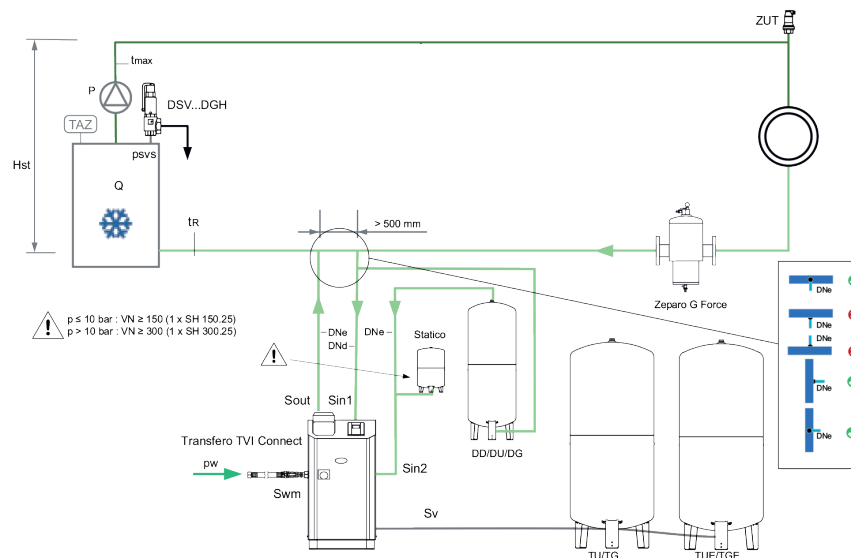 ZUT
tmax
P
DSV...DGH
TAZ
psvs
Hst
Q
tR
> 500 mm
Zeparo G Force
DNe
DNe
DNe
DNe
DNe
p ≤ 10 bar : VN ≥ 150 (1 x SH 150.25)
p > 10 bar : VN ≥ 300 (1 x SH 300.25)
DNe
DNd
DNe
Statico
Sout
Sin1
Transfero TVI Connect
pw
Swm
Sin2
DD/DU/DG
Sv
TU/TG
TUE/TGE